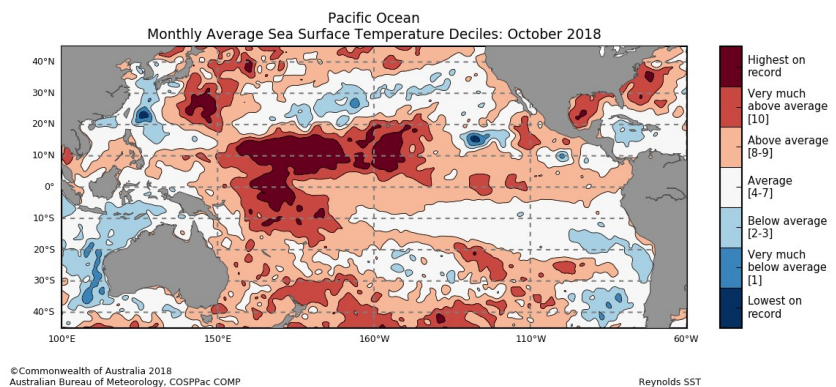 Pacific Ocean
Monthly Average Sea Surface Temperature Deciles: October 2018
40°N
30°N
20°N
10°N
0°
10°S
20°S
30°S
40°S
100°E
150°E
160°W
110°W
60°W
Highest on
record
Very much
above average
[10]
Above average
[8-9]
Average
[4-7]
Below average
[2-3]
Very much
below average
[1]
Lowest on
record
©Commonwealth of Australia 2018
Australian Bureau of Meteorology, COSPPac COMP
Reynolds SST